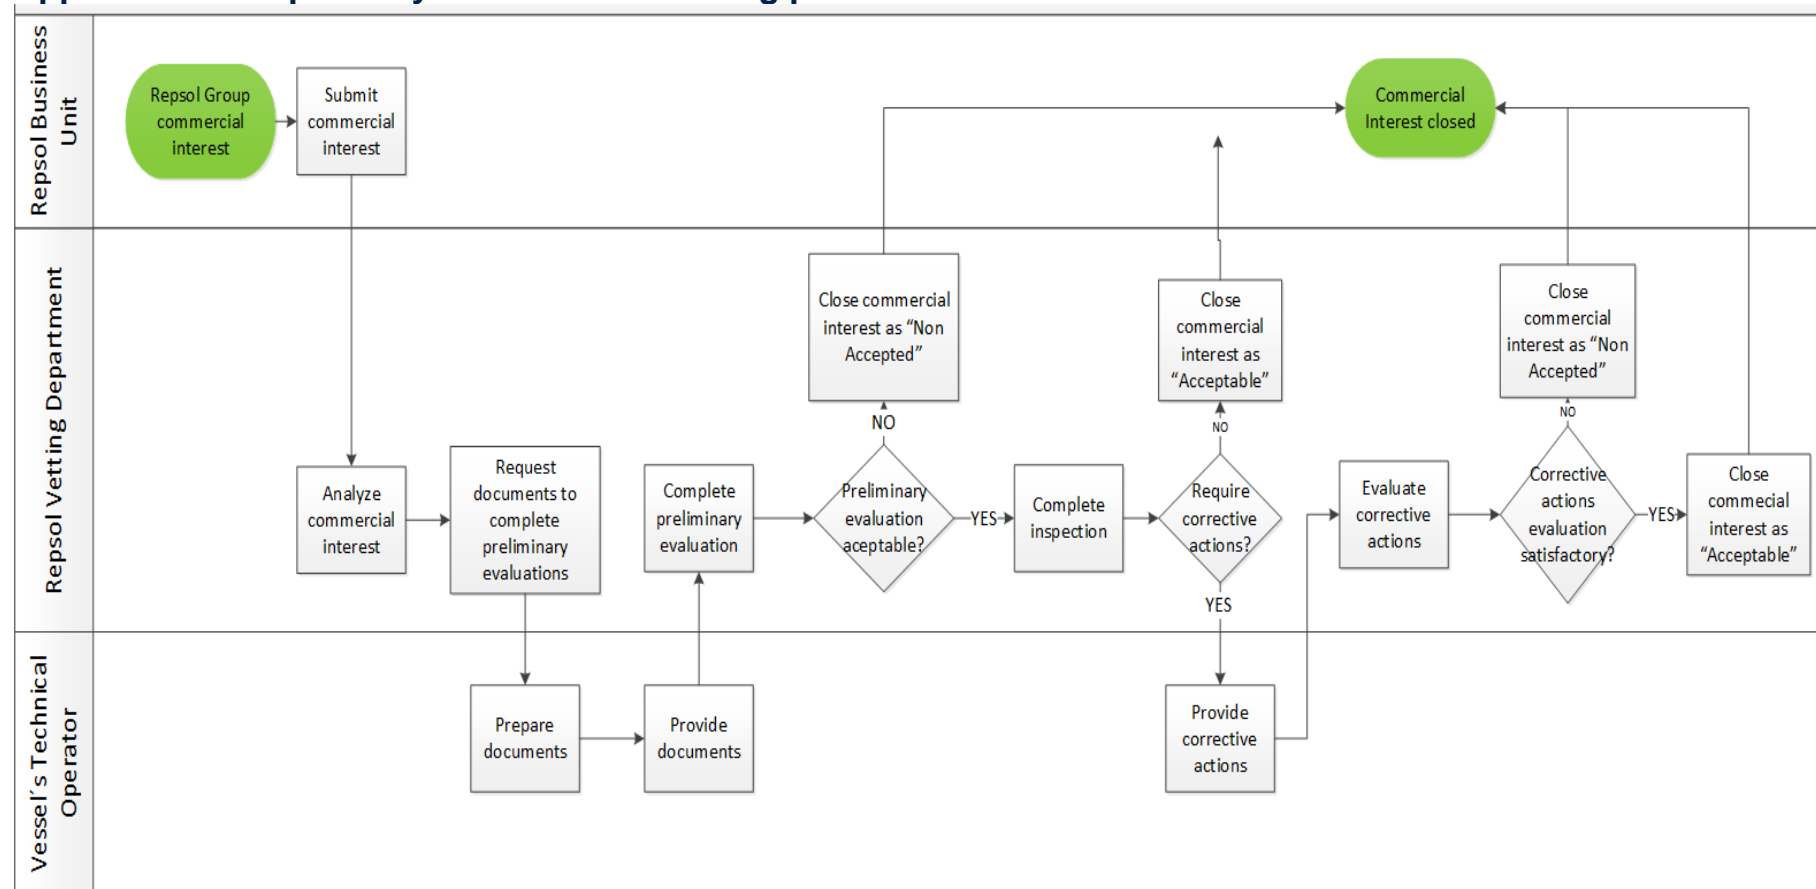 Repsol Business
Unit
Repsol Group
commercial
interest
Submit
commercial
interest
Commercial
Interest closed
Repsol Vetting Department
Analyze
commercial
interest
Request
documents to
complete
preliminary
evaluations
Complete
preliminary
evaluation
Close commercial
interest as “Non
Accepted”
NO
Preliminary
evaluation
aceptable?
YES
Complete
inspection
Close
commercial
interest as
“Acceptable”
NO
Require
corrective
actions?
YES
Evaluate
corrective
actions
Close
commercial
interest as “Non
Accepted”
NO
Corrective
actions
evaluation
satisfactory?
YES
Close
commecial
interest as
“Acceptable”
Vessel´s Technical
Operator
Prepare
documents
Provide
documents
Provide
corrective
actions